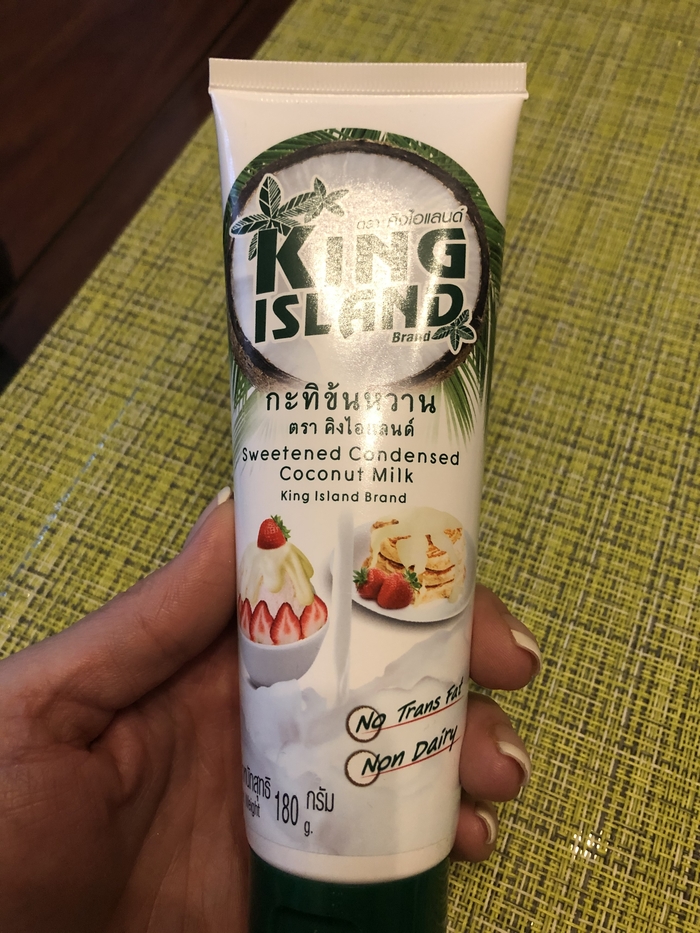 ตรา คิงไอแลนด์
KING
ISLAND
Brand
กะทิข้นหวาน
ตรา คิงไอแลนด์
Sweetened Condensed
Coconut Milk
King Island Brand
No Trans Fat
Non Dairy
180 กรัม
g.